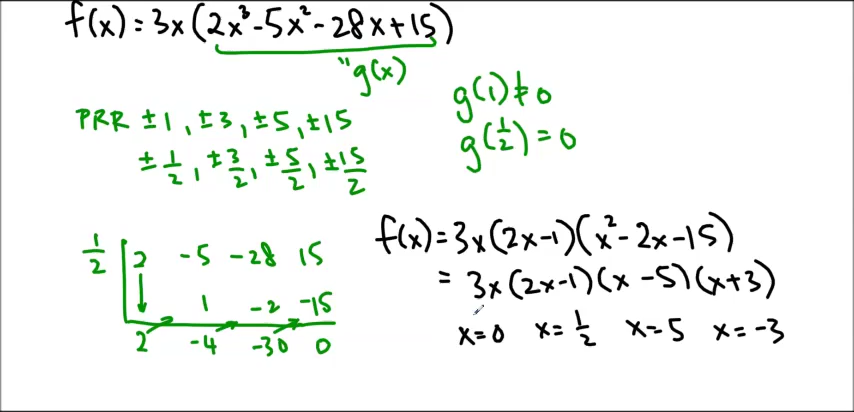 f(x) = 3x(2x³ - 5x² - 28x + 15)
"g(x)
g(1) ≠ 0
PRR ±1, ±3, ±5, ±15
g(1/2) = 0
±1/2, ±3/2, ±5/2, ±15/2
f(x) = 3x(2x-1)(x² - 2x - 15)
1/2 | 2 -5 -28 15
= 3x(2x-1)(x-5)(x+3)
1 -2 -15
x=0 x=1/2 x=5 x=-3
2 -4 -30 0